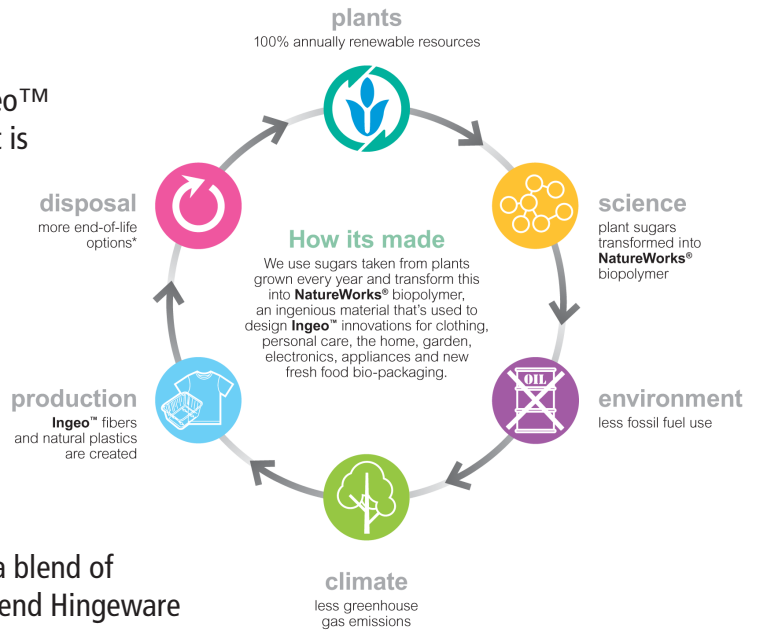 plants
100% annually renewable resources
is
disposal
more end-of-life
options*
science
plant sugars
transformed into
NatureWorks®
biopolymer
How its made
We use sugars taken from plants
grown every year and transform this
into NatureWorks® biopolymer,
an ingenious material that's used to
design Ingeo™ innovations for clothing,
personal care, the home, garden,
electronics, appliances and new
fresh food bio-packaging.
OIL
production
Ingeo™ fibers
and natural plastics
are created
environment
less fossil fuel use
a blend of
end Hingeware
climate
less greenhouse
gas emissions